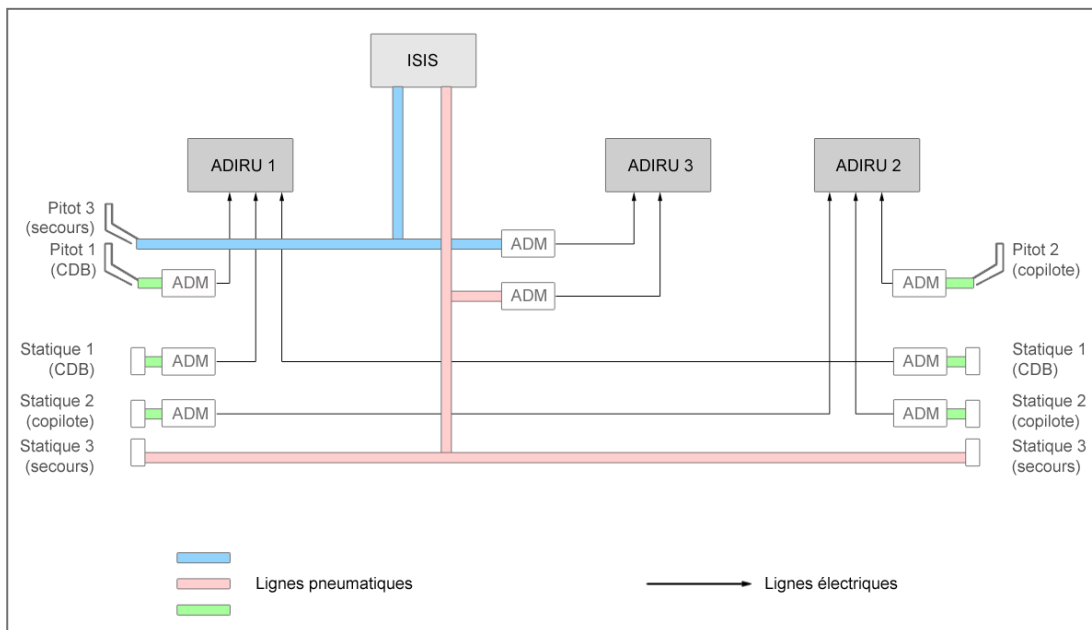 ISIS
ADIRU 1
ADIRU 3
ADIRU 2
Pitot 3
(secours)
Pitot 1
(CDB)
ADM
ADM
ADM
ADM
Pitot 2
(copilote)
Statique 1
(CDB)
ADM
ADM
Statique 1
(CDB)
Statique 2
(copilote)
ADM
ADM
Statique 2
(copilote)
Statique 3
(secours)
Statique 3
(secours)
Lignes pneumatiques
Lignes électriques